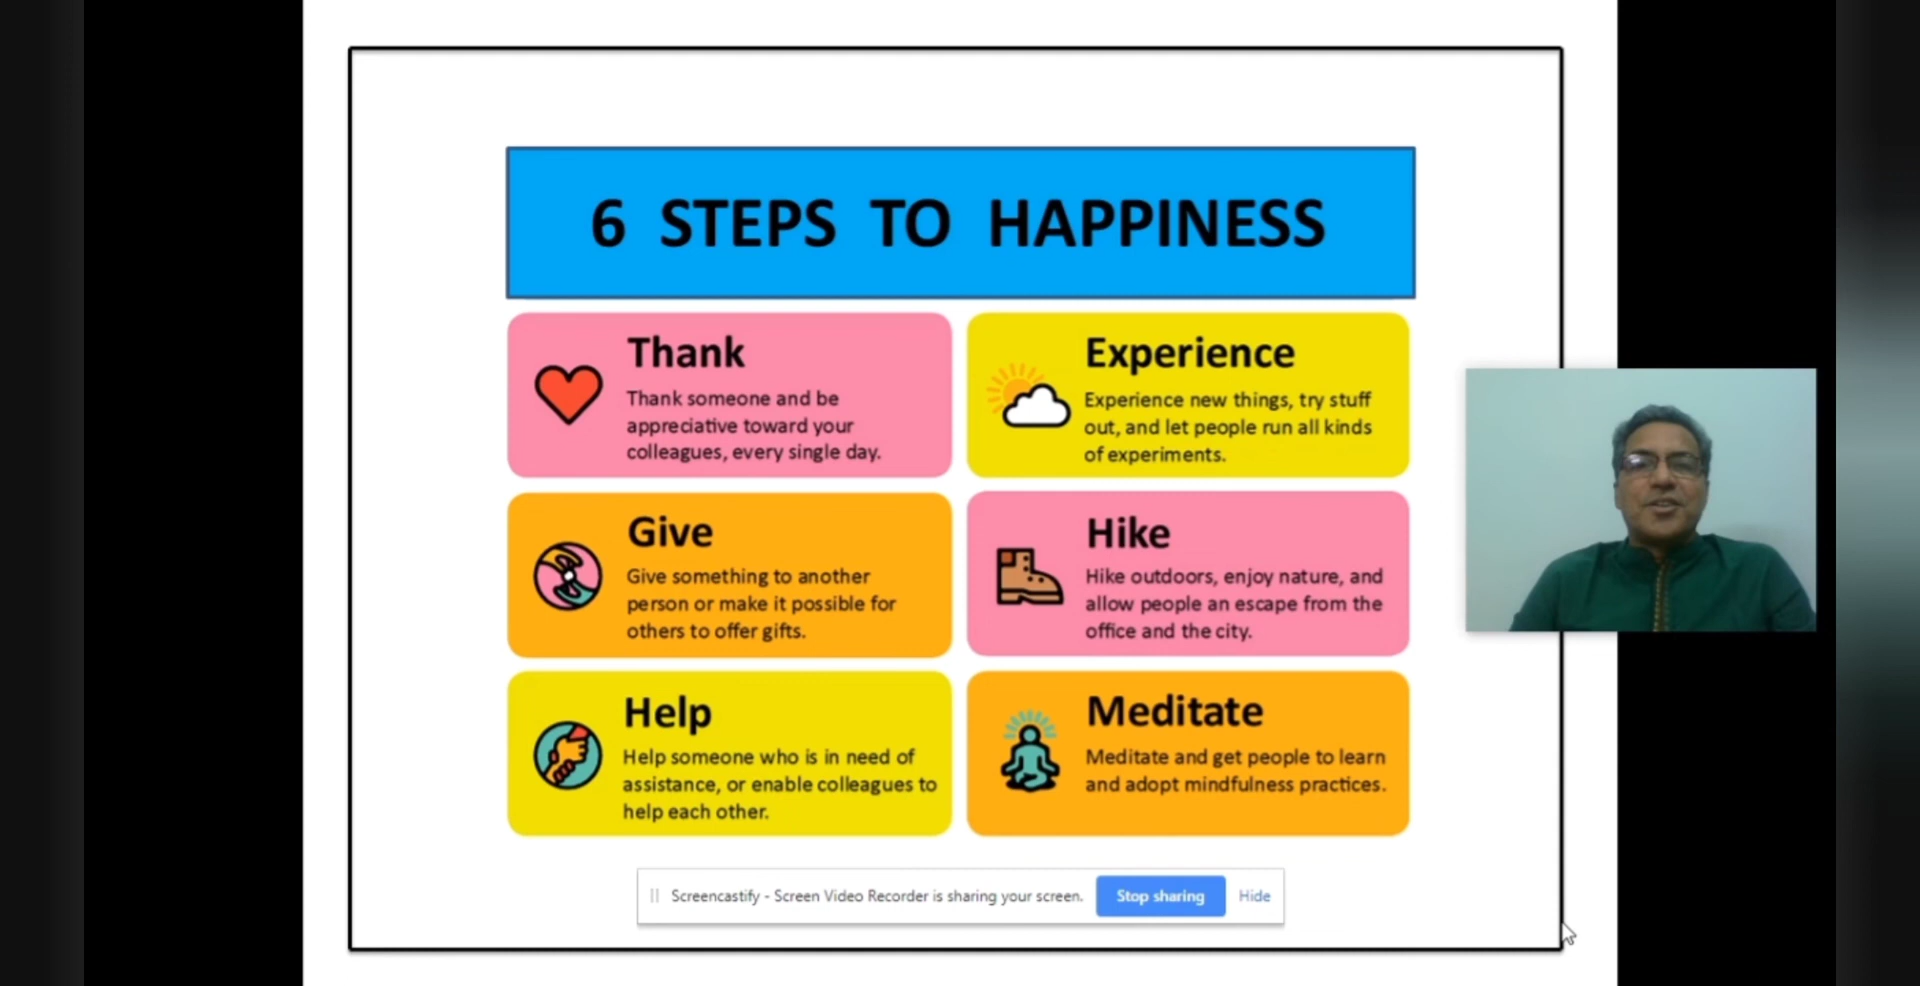 6 STEPS TO HAPPINESS
Thank
Thank someone and be
appreciative toward your
colleagues, every single day.
Experience
Experience new things, try stuff
out, and let people run all kinds
of experiments.
Give
Give something to another
person or make it possible for
others to offer gifts.
Hike
Hike outdoors, enjoy nature, and
allow people an escape from the
office and the city.
Help
Help someone who is in need of
assistance, or enable colleagues to
help each other.
Meditate
Meditate and get people to learn
and adopt mindfulness practices.
Screencastify - Screen Video Recorder is sharing your screen. Stop sharing Hide